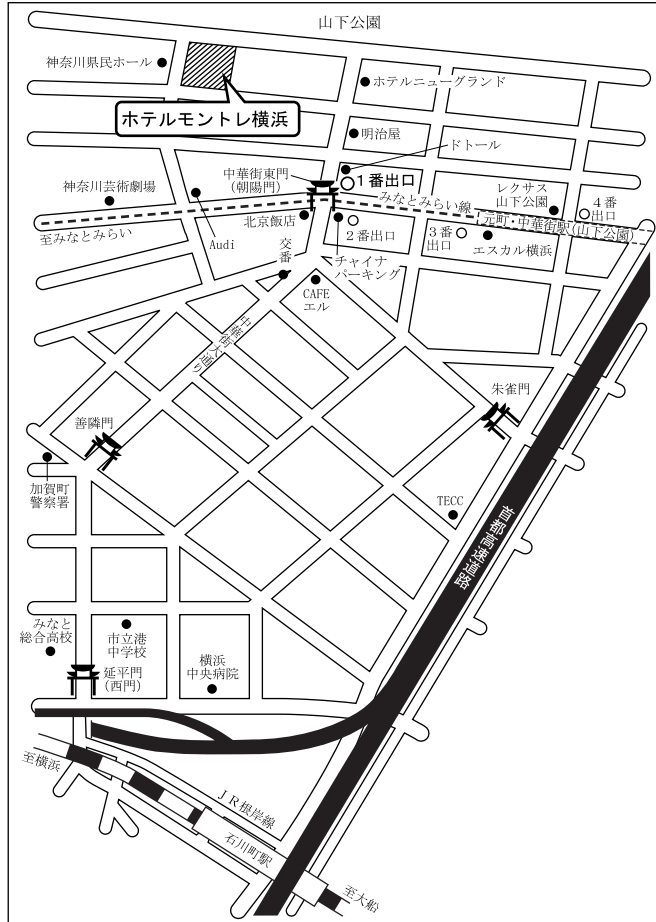 山下公園
神奈川県民ホール
ホテルニューグランド
ホテルモントレ横浜
明治屋
ドトール
中華街東門
(朝陽門)
1番出口
神奈川芸術劇場
みなとみらい線
レクサス
山下公園
4番
出口
元町・中華街駅(山下公園)
至みなとみらい
Audi
北京飯店
2番出口
3番
出口
エスカル横浜
交番
チャイナ
パーキング
CAFE
エル
中華街大通り
朱雀門
善隣門
加賀町
警察署
TECC
首都高速道路
みなと
総合高校
市立港
中学校
延平門
(西門)
横浜
中央病院
至横浜
JR根岸線
石川町駅
至大船